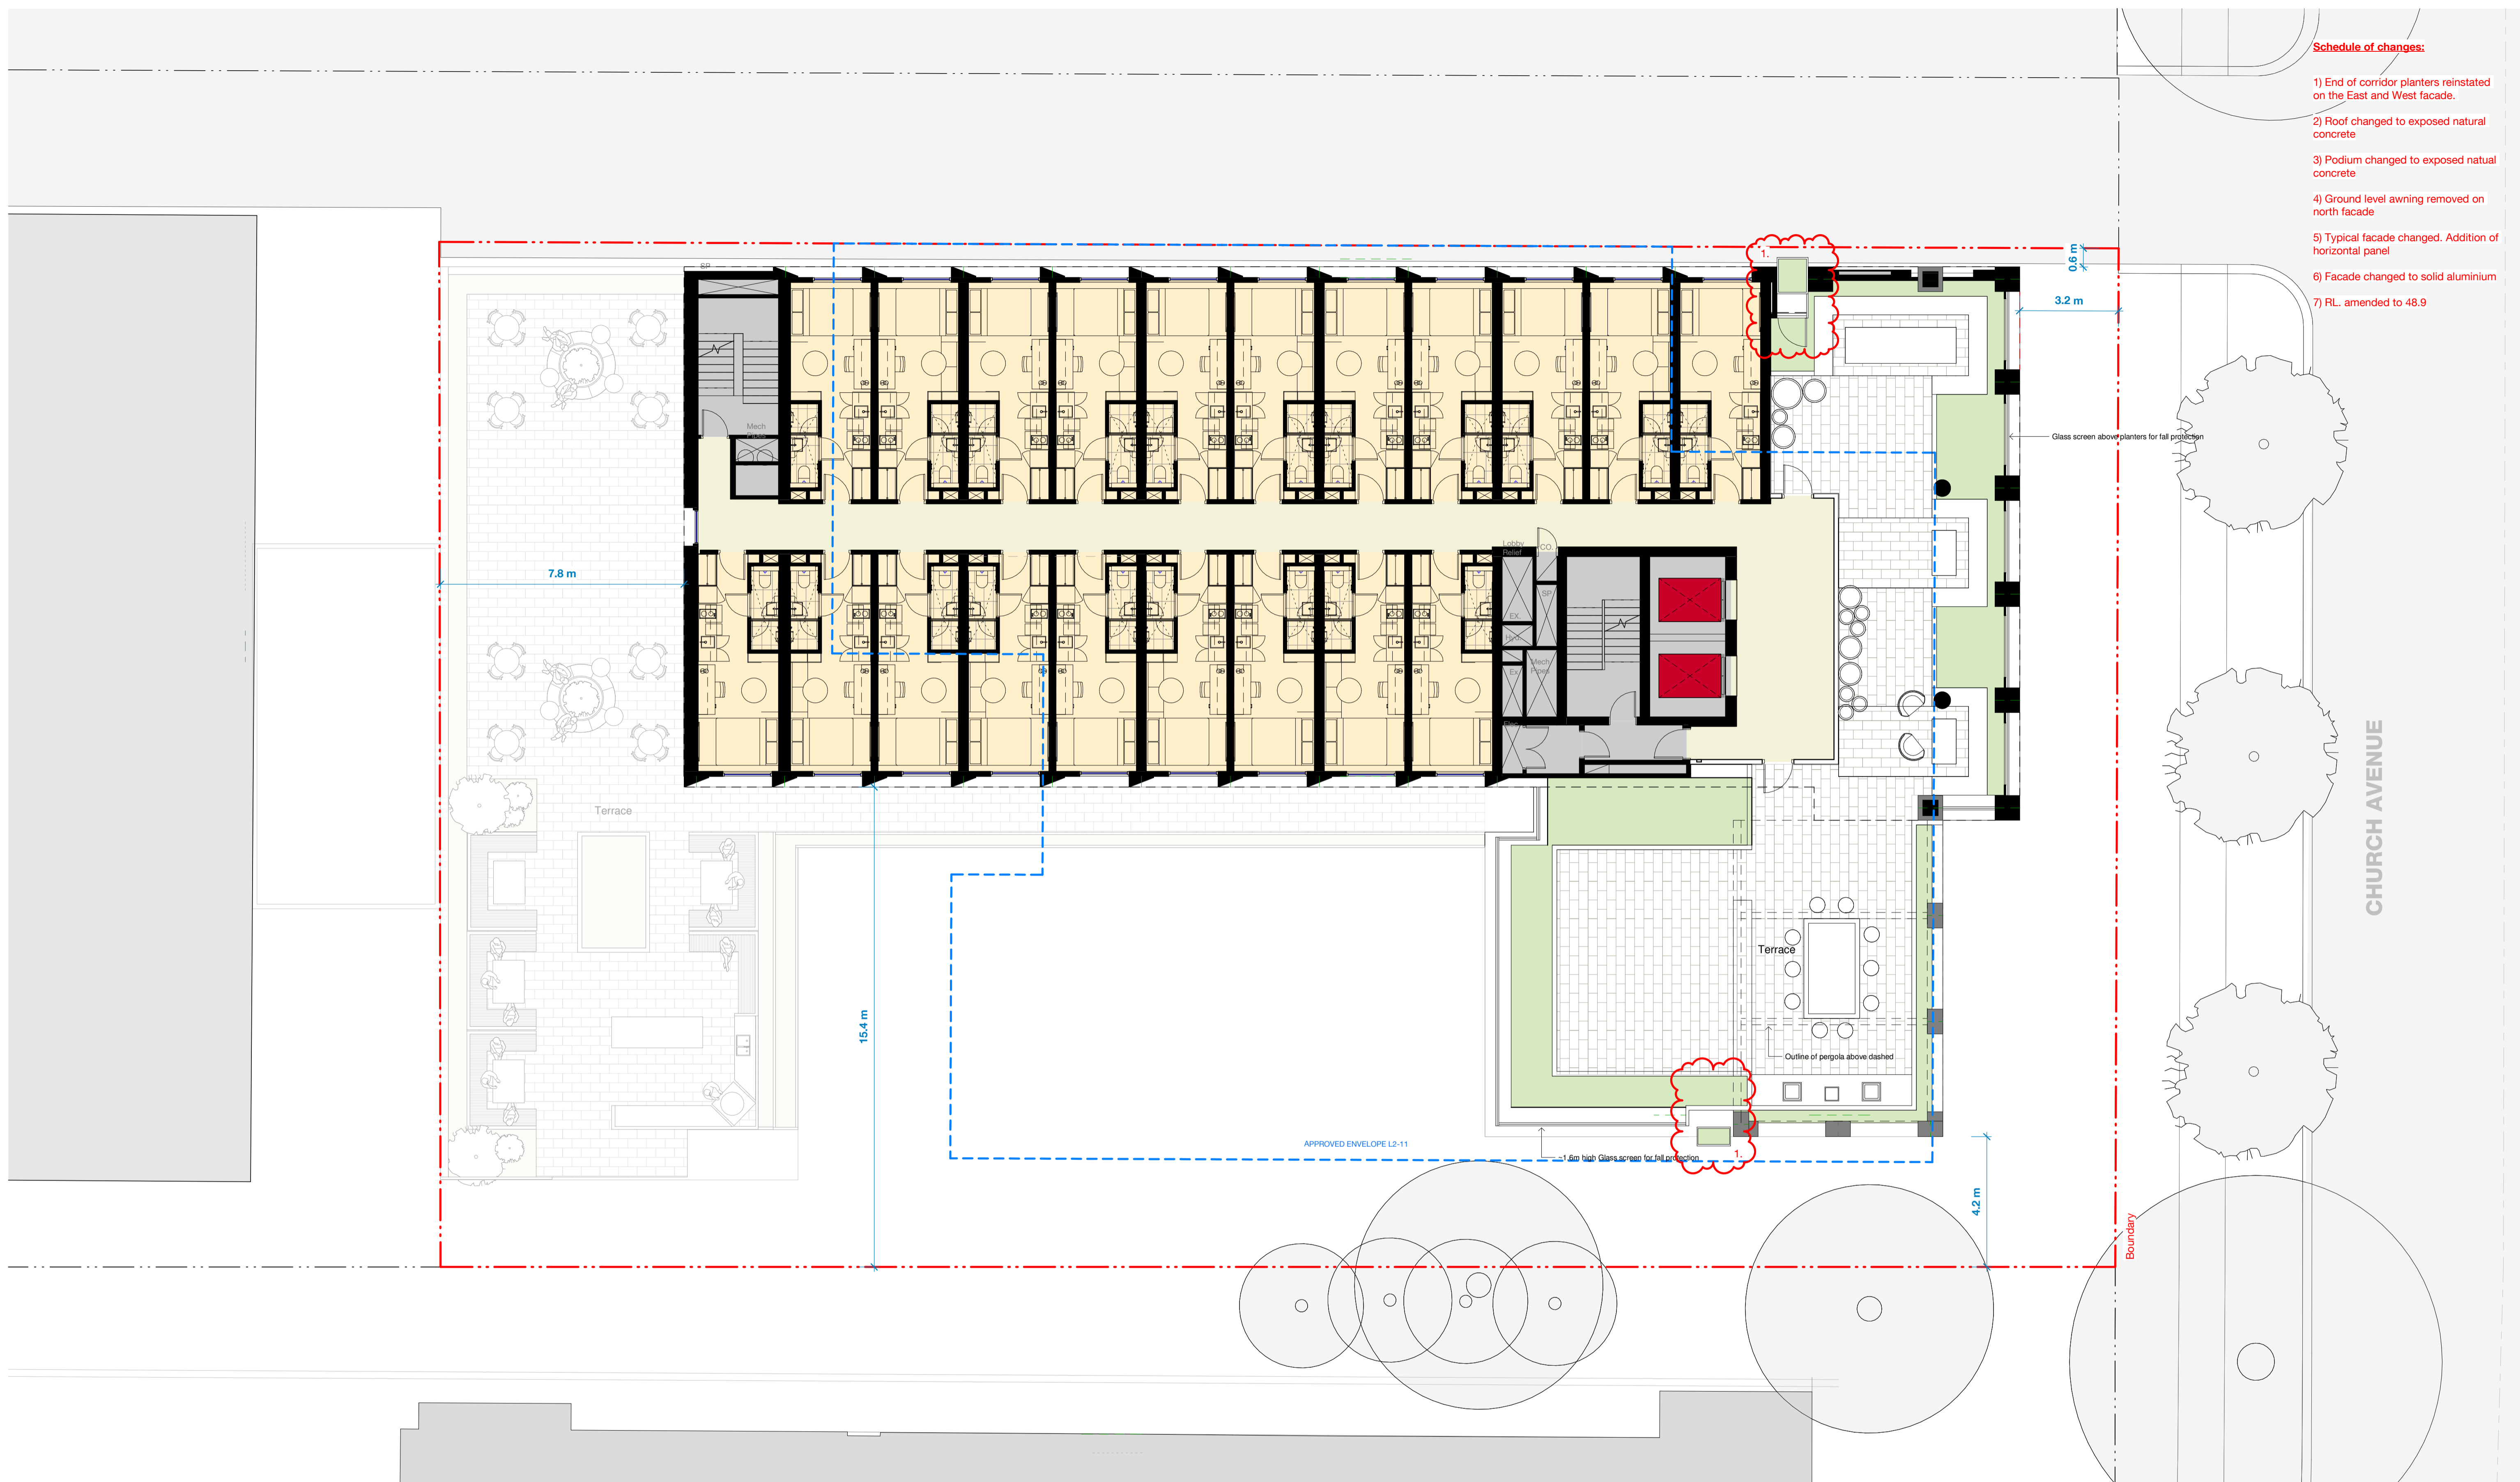 Schedule of changes:
1) End of corridor planters reinstated
on the East and West facade.
2) Roof changed to exposed natural
concrete
3) Podium changed to exposed natual
concrete
4) Ground level awning removed on
north facade
5) Typical facade changed. Addition of
horizontal panel
6) Facade changed to solid aluminium
7) RL. amended to 48.9
1.
0.6 m
3.2 m
SP
Mech
Pipes
Glass screen above planters for fall protection
7.8 m
Lobby
Relief
CO.
SP
EX.
Hyd.
Mech
Pipes
Ex.
Terrace
CHURCH AVENUE
Terrace
15.4 m
Outline of pergola above dashed
APPROVED ENVELOPE L2-11
~1.6m high Glass screen for fall protection
1.
4.2 m
Boundary